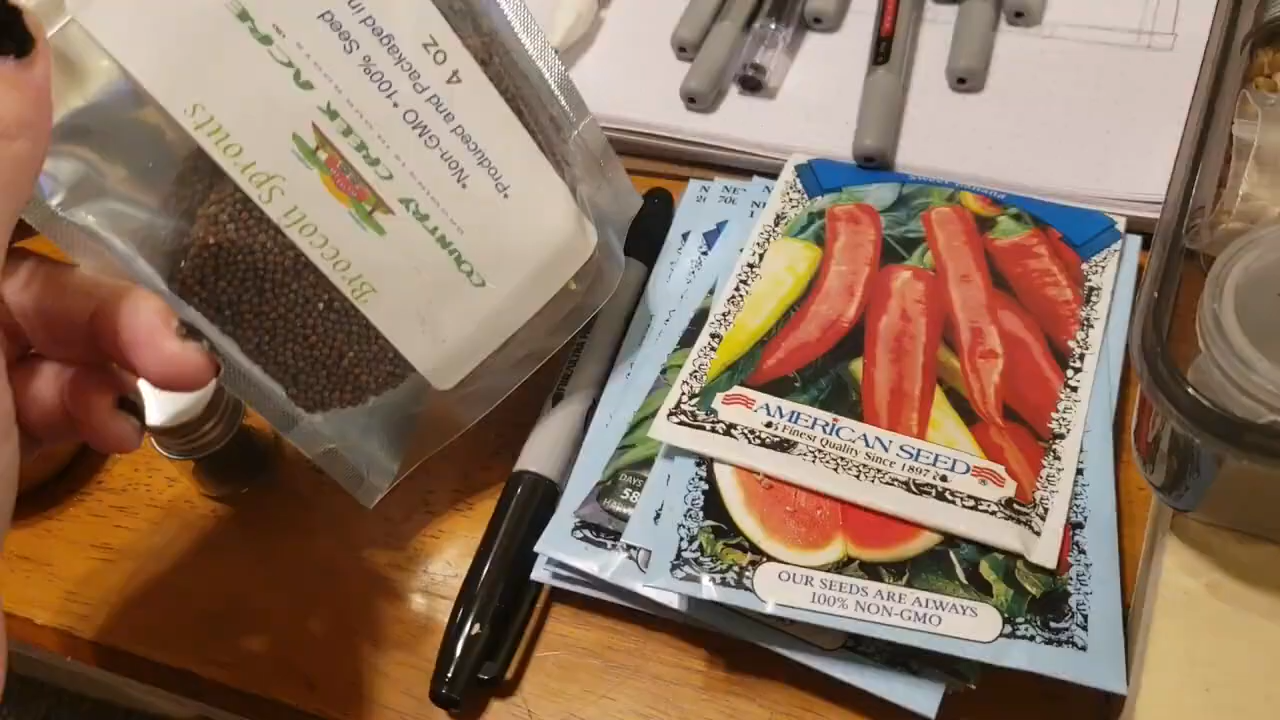 Broccoli Sprouts
COUNTRY CREEK ACRE
*Non-GMO *100% Seed
*Produced and Packaged in
4 OZ
AMERICAN SEED
Finest Quality Since 1897
®
DAYS
58
OUR SEEDS ARE ALWAYS
100% NON-GMO